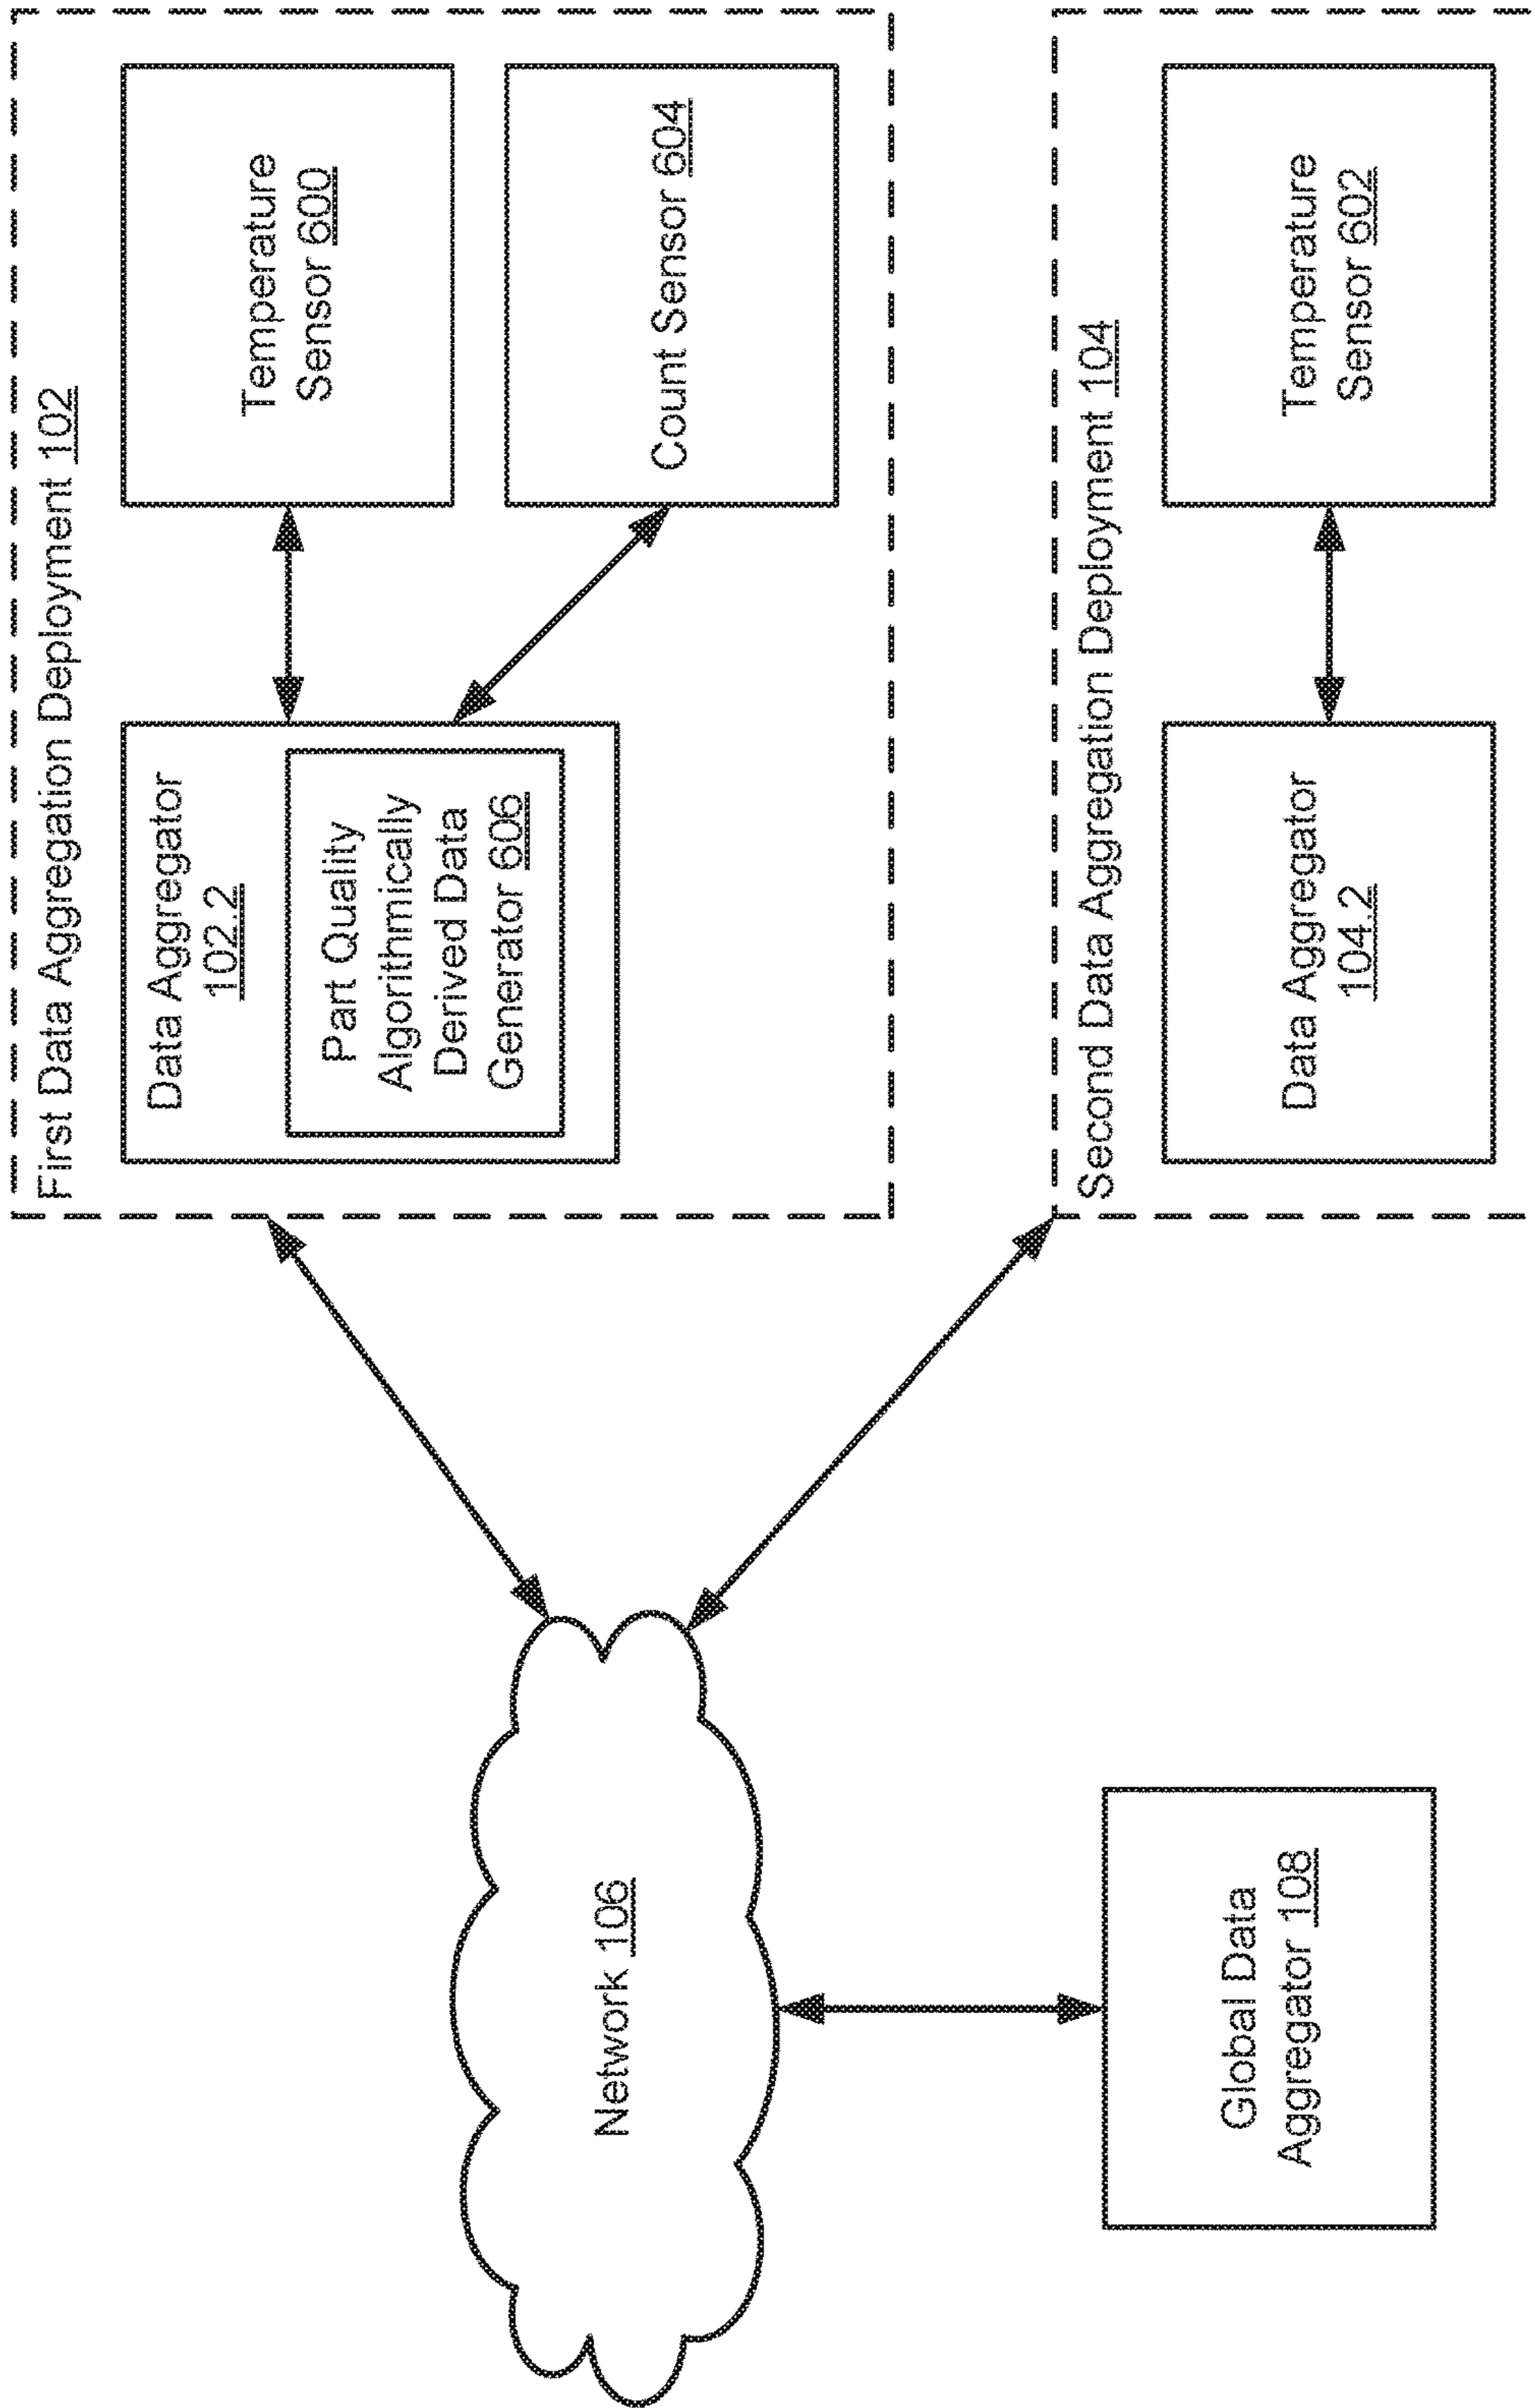 First Data Aggregation Deployment 102
Data Aggregator
102.2
Part Quality
Algorithmically
Derived Data
Generator 606
Temperature
Sensor 600
Count Sensor 604
Network 106
Second Data Aggregation Deployment 104
Data Aggregator
104.2
Temperature
Sensor 602
Global Data
Aggregator 108